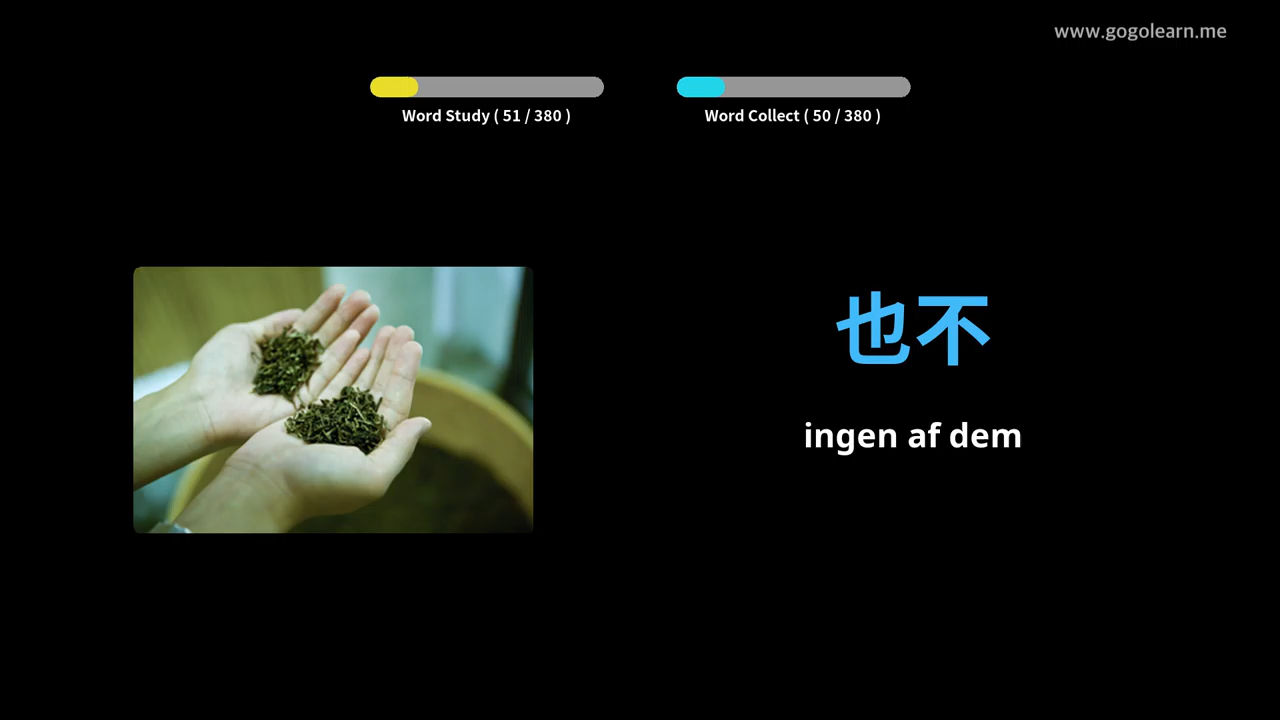 www.gogolearn.me
Word Study ( 51 / 380 )
Word Collect ( 50 / 380 )
也不
ingen af dem